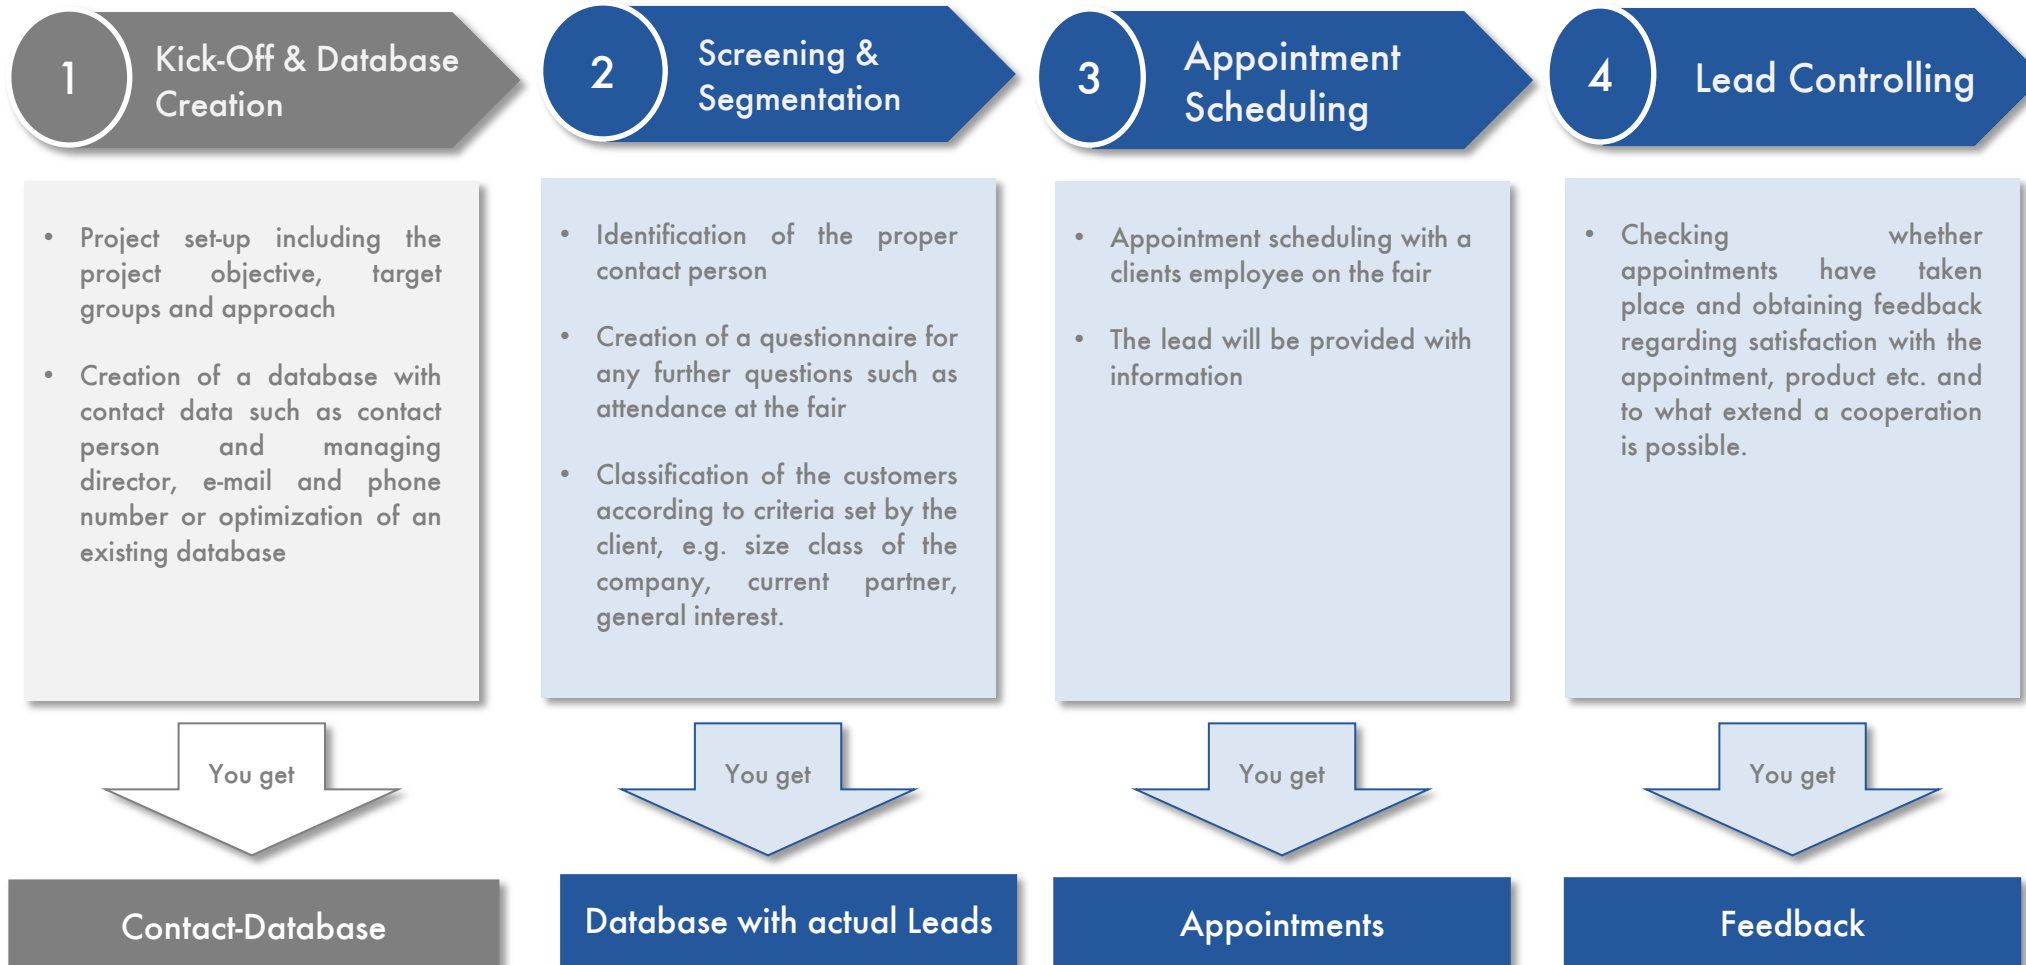 1
Kick-Off & Database
Creation
• Project set-up including the
project objective, target
groups and approach
• Creation of a database with
contact data such as contact
person and managing
director, e-mail and phone
number or optimization of an
existing database
You get
Contact-Database
2
Screening &
Segmentation
• Identification of the proper
contact person
• Creation of a questionnaire for
any further questions such as
attendance at the fair
• Classification of the customers
according to criteria set by the
client, e.g. size class of the
company, current partner,
general interest.
You get
Database with actual Leads
3
Appointment
Scheduling
• Appointment scheduling with a
clients employee on the fair
• The lead will be provided with
information
You get
Appointments
4
Lead Controlling
• Checking whether
appointments have taken
place and obtaining feedback
regarding satisfaction with the
appointment, product etc. and
to what extend a cooperation
is possible.
You get
Feedback